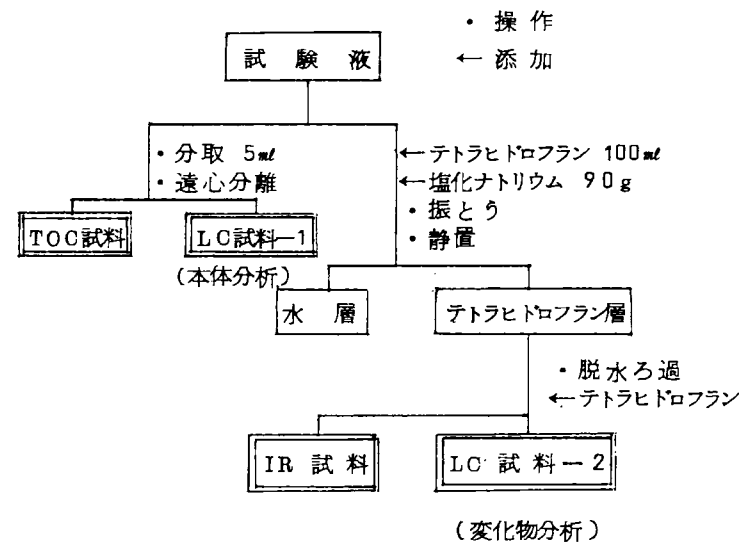 ・ 操 作
← 添 加
試 験 液
・分取 5ml
・遠心分離
←テトラヒドロフラン 100ml
←塩化ナトリウム 90g
・振とう
・静置
TOC試料
LC試料－1
(本体分析)
水 層
テトラヒドロフラン層
・脱水ろ過
←テトラヒドロフラン
IR 試 料
LC 試 料 － 2
(変化物分析)